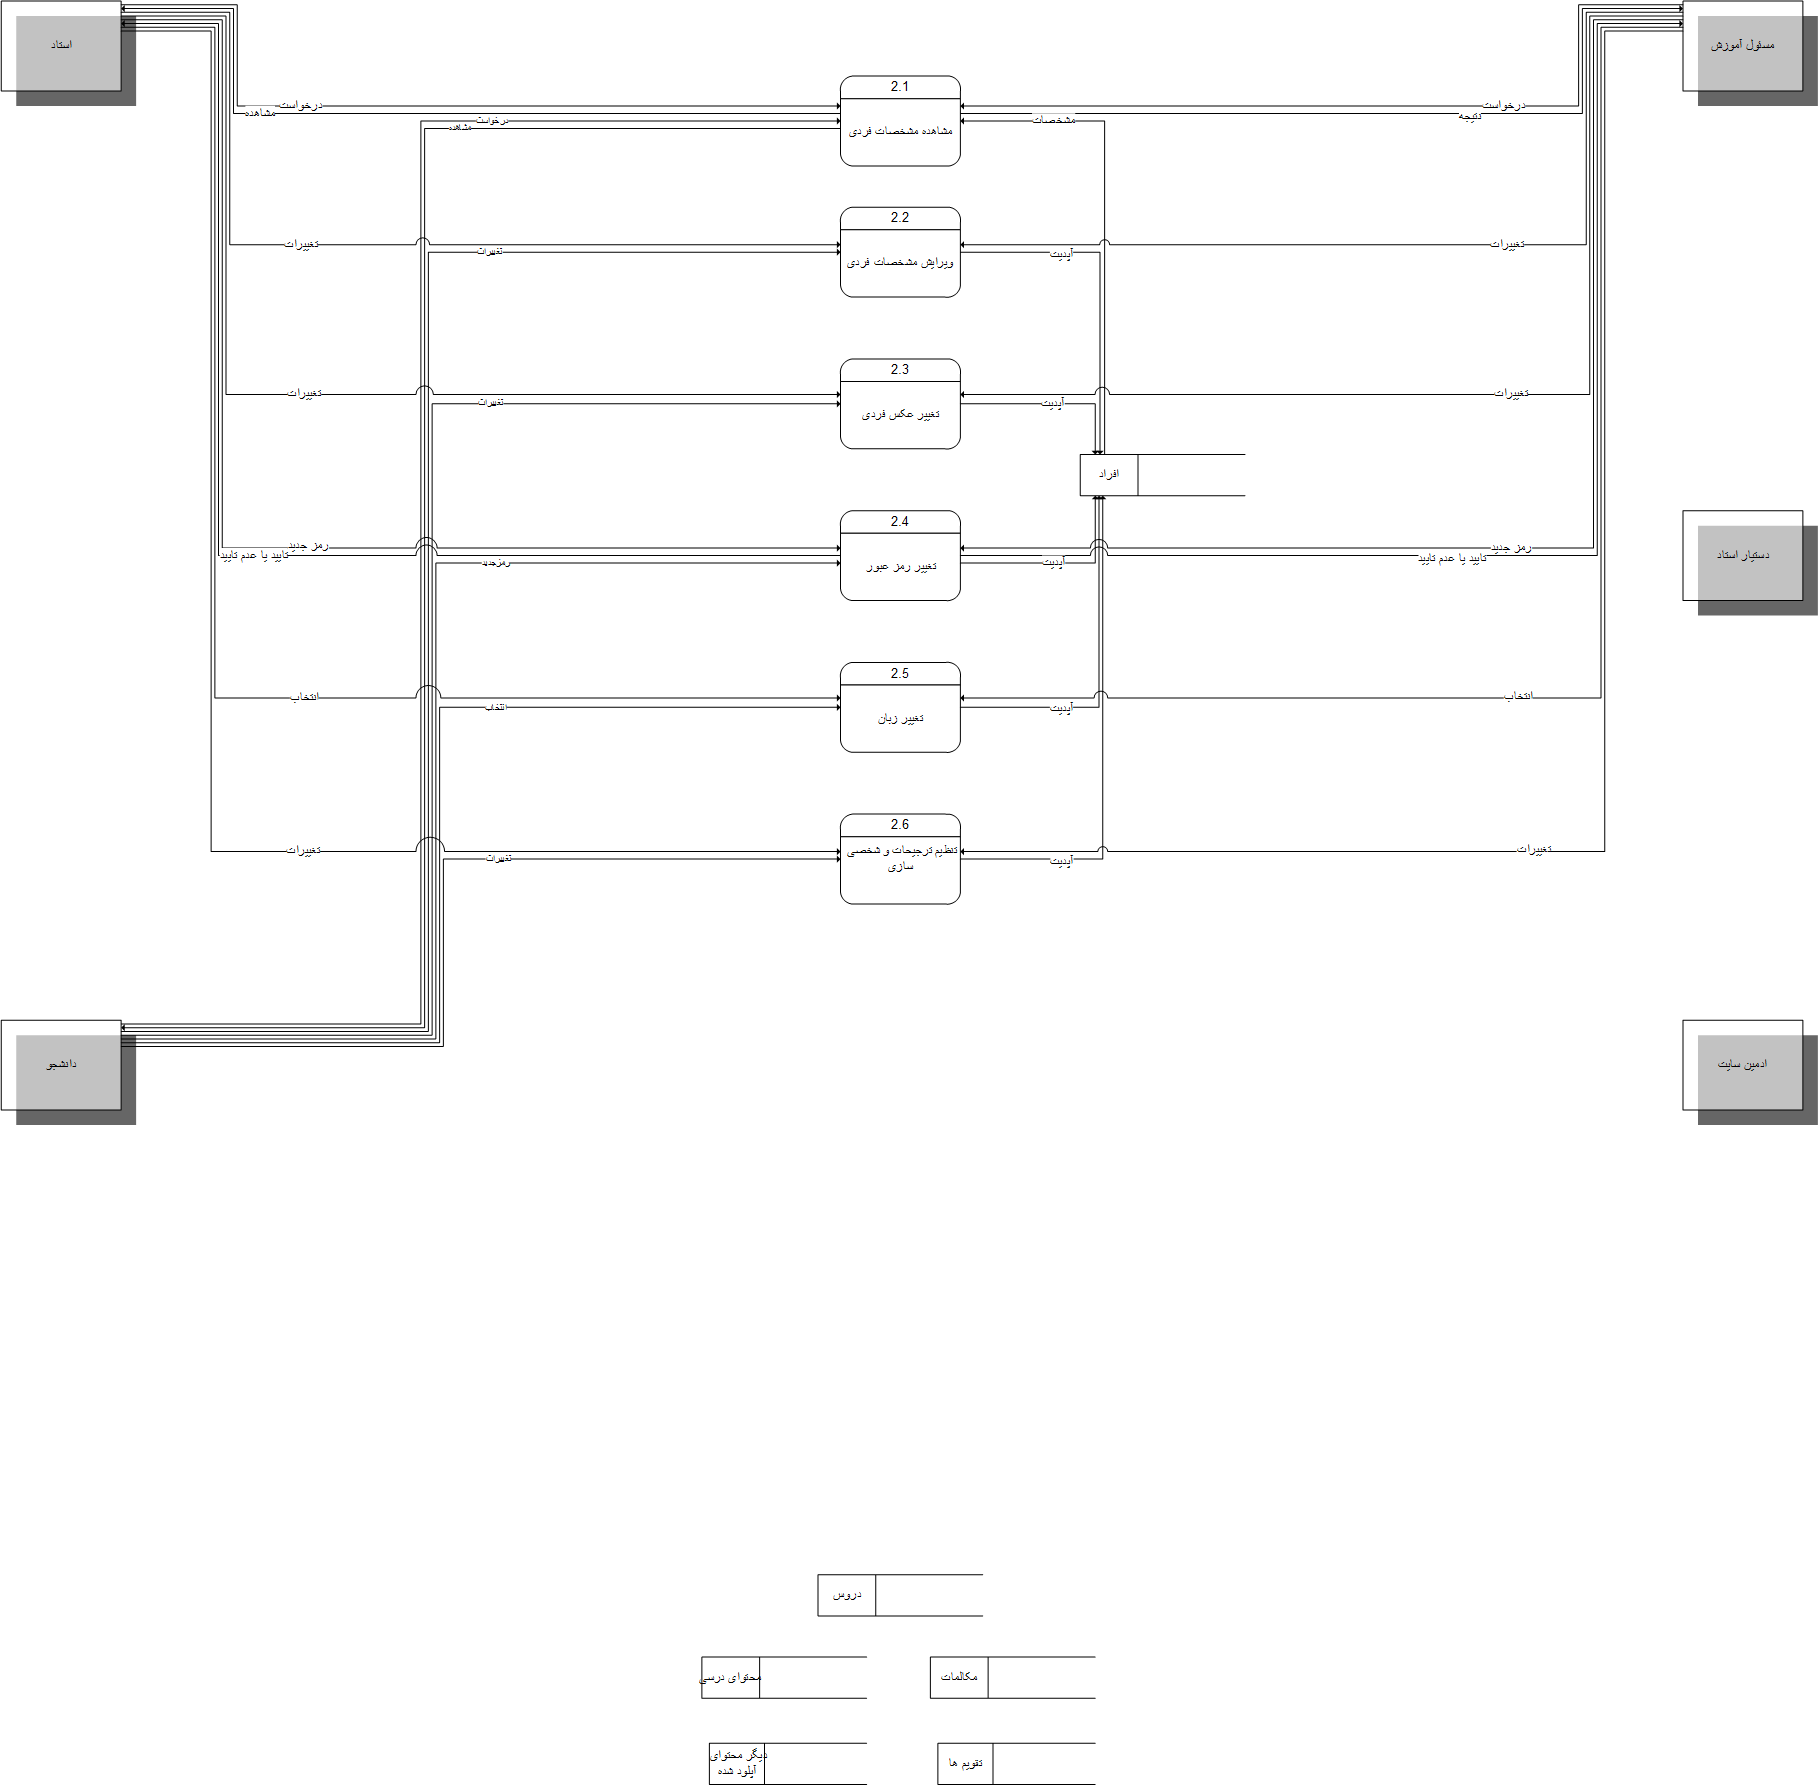 استاد
مسئول آموزش
2.1
درخواست
درخواست
مشاهده
نتیجه
درخواست
مشخصات
مشاهده
مشاهده مشخصات فردی
2.2
تغییرات
تغییرات
تغییرات
آپدیت
ویرایش مشخصات فردی
2.3
تغییرات
تغییرات
تغییرات
آپدیت
تغییر عکس فردی
افراد
2.4
رمز جدید
رمز جدید
تایید یا عدم تایید
تایید یا عدم تایید
دستیار استاد
رمزجدید
آپدیت
تغییر رمز عبور
2.5
انتخاب
انتخاب
انتخاب
آپدیت
تغییر زبان
2.6
تغییرات
تنظیم ترجیحات و شخصی
تغییرات
تغییرات
آپدیت
سازی
دانشجو
ادمین سایت
دروس
محتوای درسی
مکالمات
دیگر محتوای
آپلود شده
تقویم ها